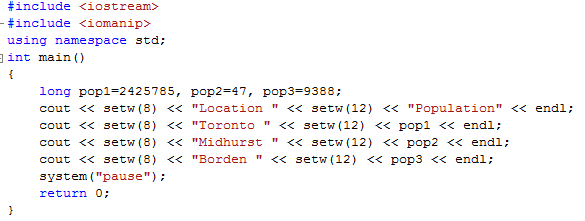 #include <iostream>
#include <iomanip>
using namespace std;
int main()
{
long pop1=2425785, pop2=47, pop3=9388;
cout << setw(8) << "Location " << setw(12) << "Population" << endl;
cout << setw(8) << "Toronto " << setw(12) << pop1 << endl;
cout << setw(8) << "Midhurst " << setw(12) << pop2 << endl;
cout << setw(8) << "Borden " << setw(12) << pop3 << endl;
system("pause");
return 0;
}